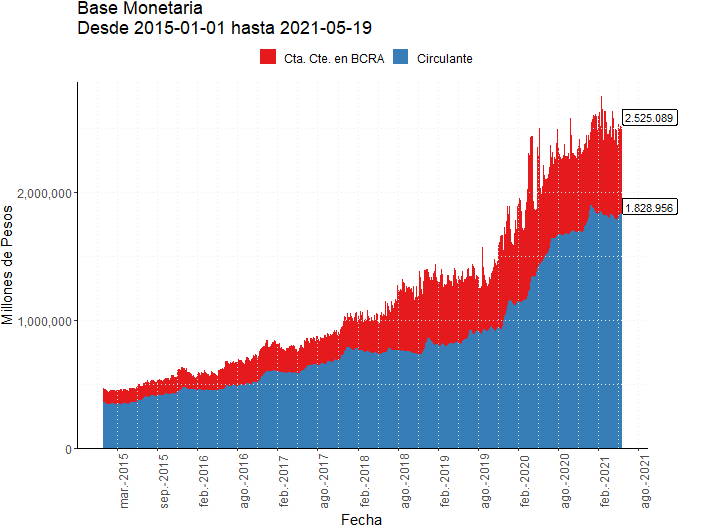 Base Monetaria
Desde 2015-01-01 hasta 2021-05-19
Cta. Cte. en BCRA
Circulante
Millones de Pesos
2,000,000
1,000,000
0
2.525.089
1.828.956
mar.-2015
sep.-2015
feb.-2016
ago.-2016
feb.-2017
ago.-2017
feb.-2018
ago.-2018
feb.-2019
ago.-2019
feb.-2020
ago.-2020
feb.-2021
ago.-2021
Fecha